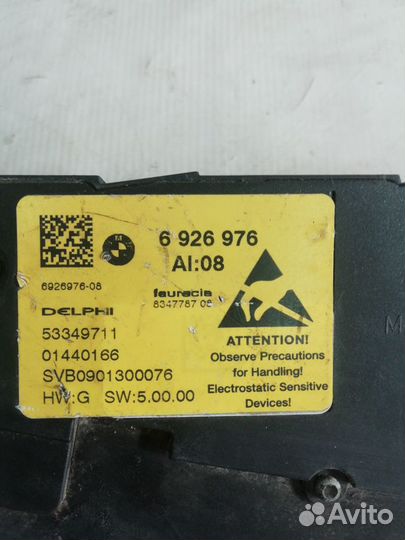 6 926 976
AI:08
6926976-08
faurecia
8347787 08
DELPHI
53349711
01440166
SVB0901300076
HW:G SW:5.00.00
ATTENTION!
Observe Precautions
for Handling!
Electrostatic Sensitive
Devices!
M
Avito